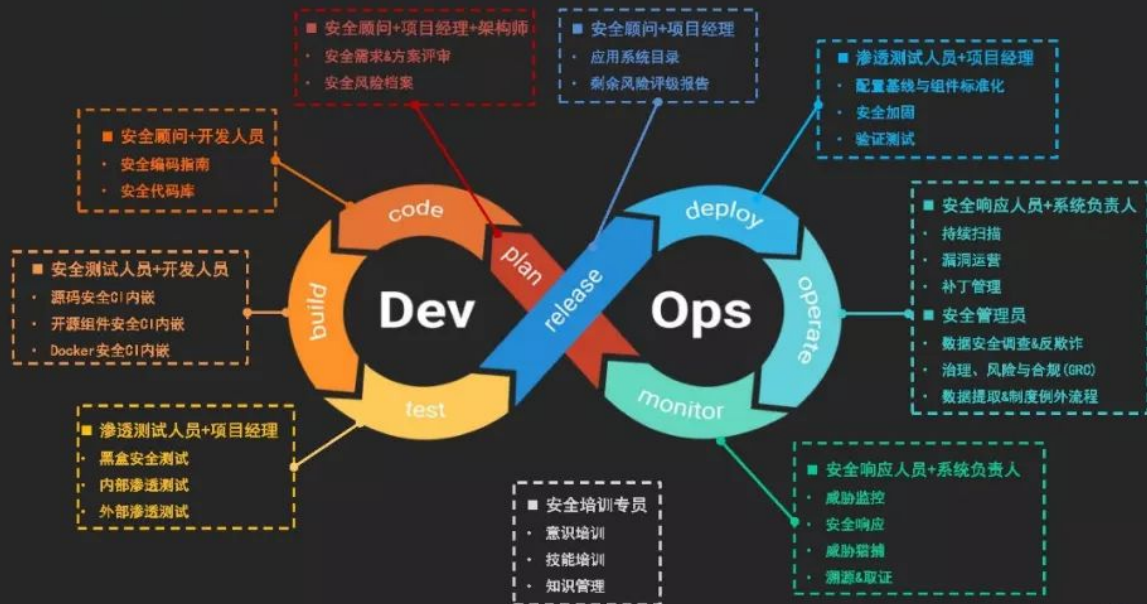 ■ 安全顾问+项目经理+架构师
· 安全需求&方案评审
· 安全风险档案
■ 安全顾问+项目经理
· 应用系统目录
· 剩余风险评级报告
■ 渗透测试人员+项目经理
· 配置基线与组件标准化
· 安全加固
· 验证测试
■ 安全顾问+开发人员
· 安全编码指南
· 安全代码库
■ 安全测试人员+开发人员
· 源码安全CI内嵌
· 开源组件安全CI内嵌
· Docker安全CI内嵌
■ 渗透测试人员+项目经理
· 黑盒安全测试
· 内部渗透测试
· 外部渗透测试
code
plan
build
test
Dev
release
deploy
operate
monitor
Ops
■ 安全响应人员+系统负责人
· 持续扫描
· 漏洞运营
· 补丁管理
■ 安全管理员
· 数据安全调查&反欺诈
· 治理、风险与合规(GRC)
· 数据提取&制度例外流程
■ 安全响应人员+系统负责人
· 威胁监控
· 安全响应
· 威胁猎捕
· 溯源&取证
■ 安全培训专员
· 意识培训
· 技能培训
· 知识管理